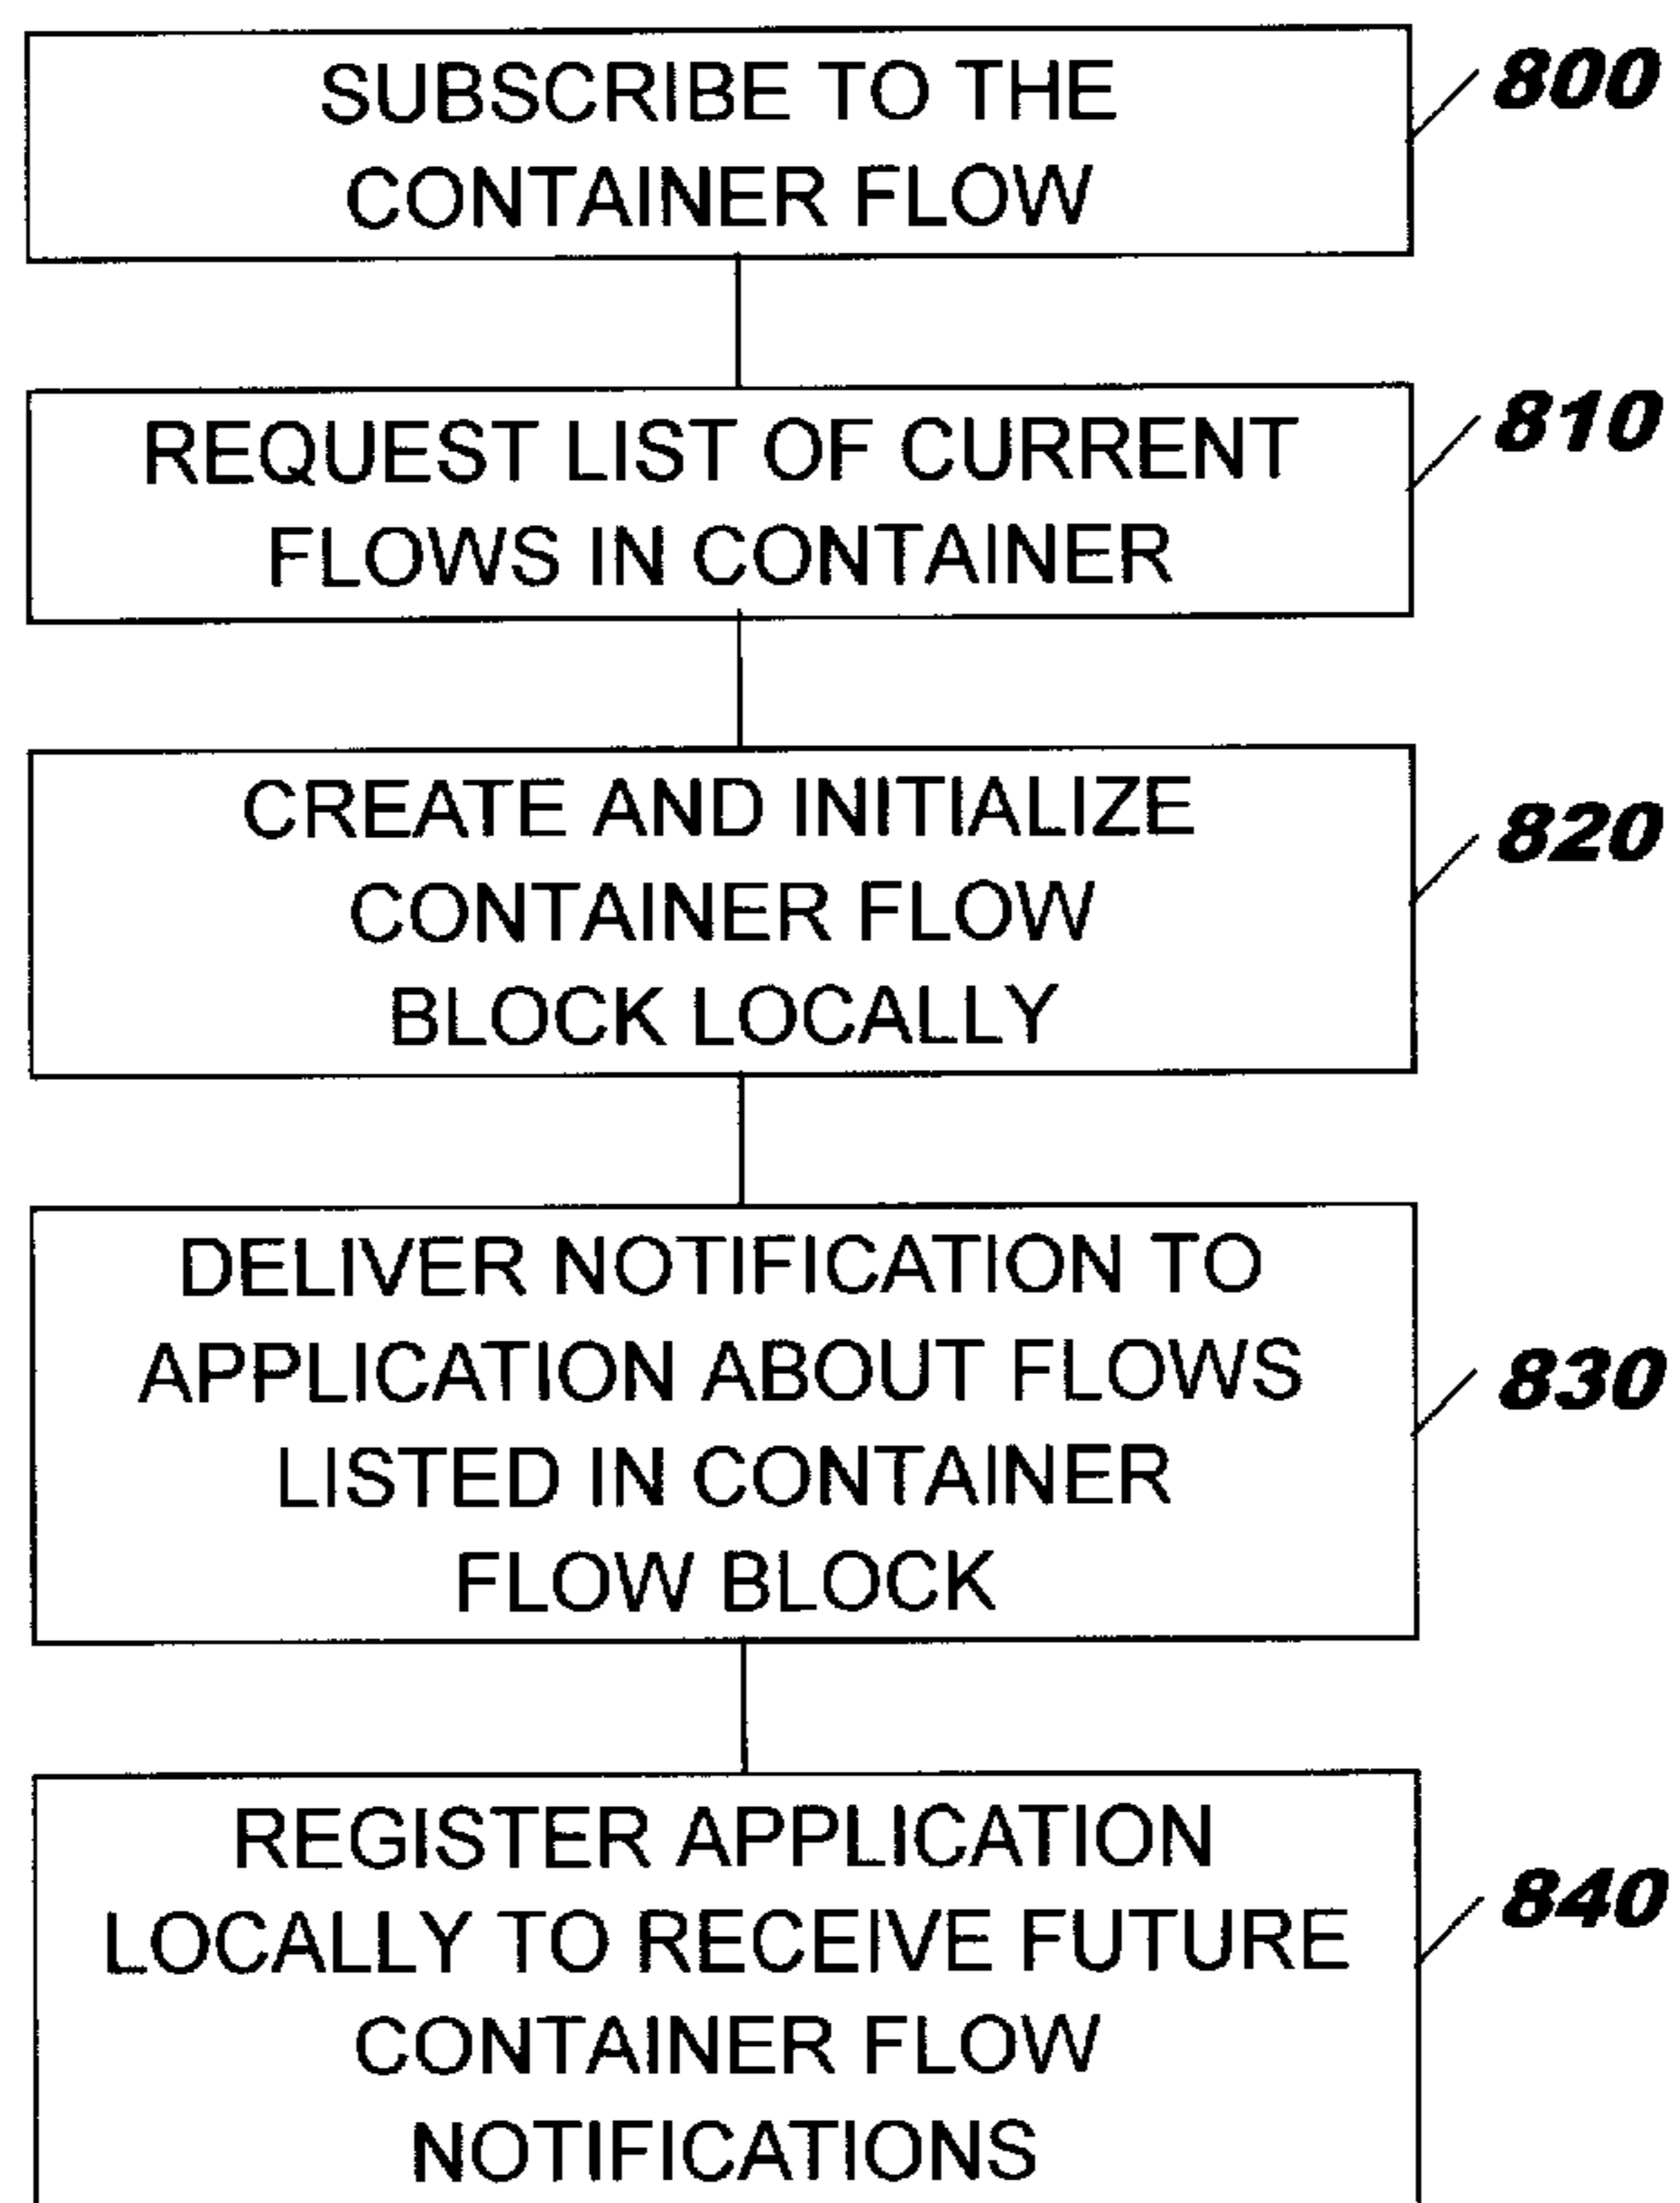 SUBSCRIBE TO THE
CONTAINER FLOW
800
REQUEST LIST OF CURRENT
FLOWS IN CONTAINER
810
CREATE AND INITIALIZE
CONTAINER FLOW
BLOCK LOCALLY
820
DELIVER NOTIFICATION TO
APPLICATION ABOUT FLOWS
LISTED IN CONTAINER
FLOW BLOCK
830
REGISTER APPLICATION
LOCALLY TO RECEIVE FUTURE
CONTAINER FLOW
NOTIFICATIONS
840